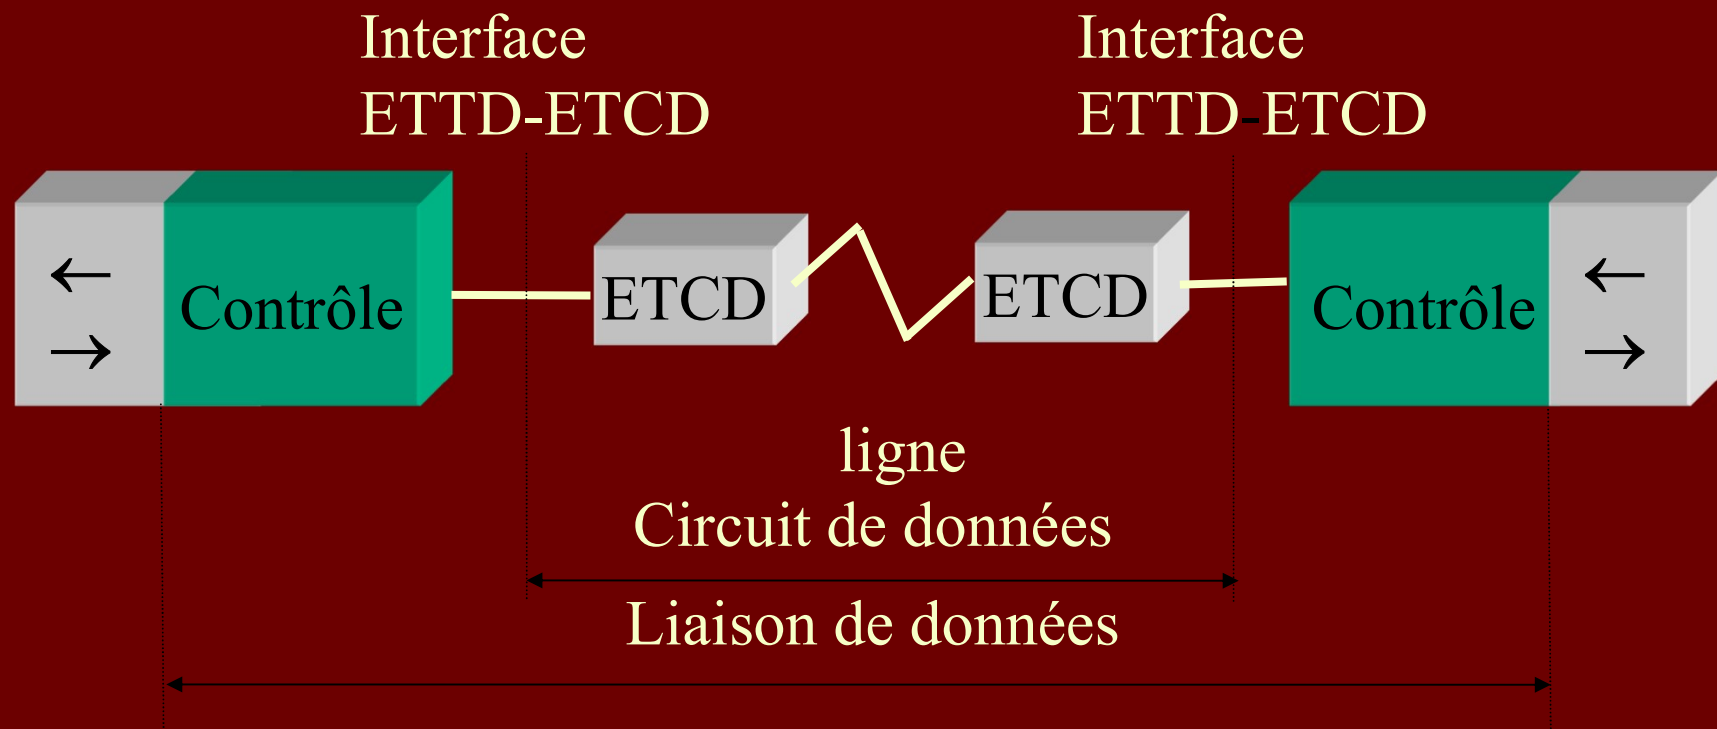 Interface
ETTD-ETCD
Interface
ETTD-ETCD
←
→
Contrôle
ETCD
ETCD
Contrôle
←
→
ligne
Circuit de données
Liaison de données